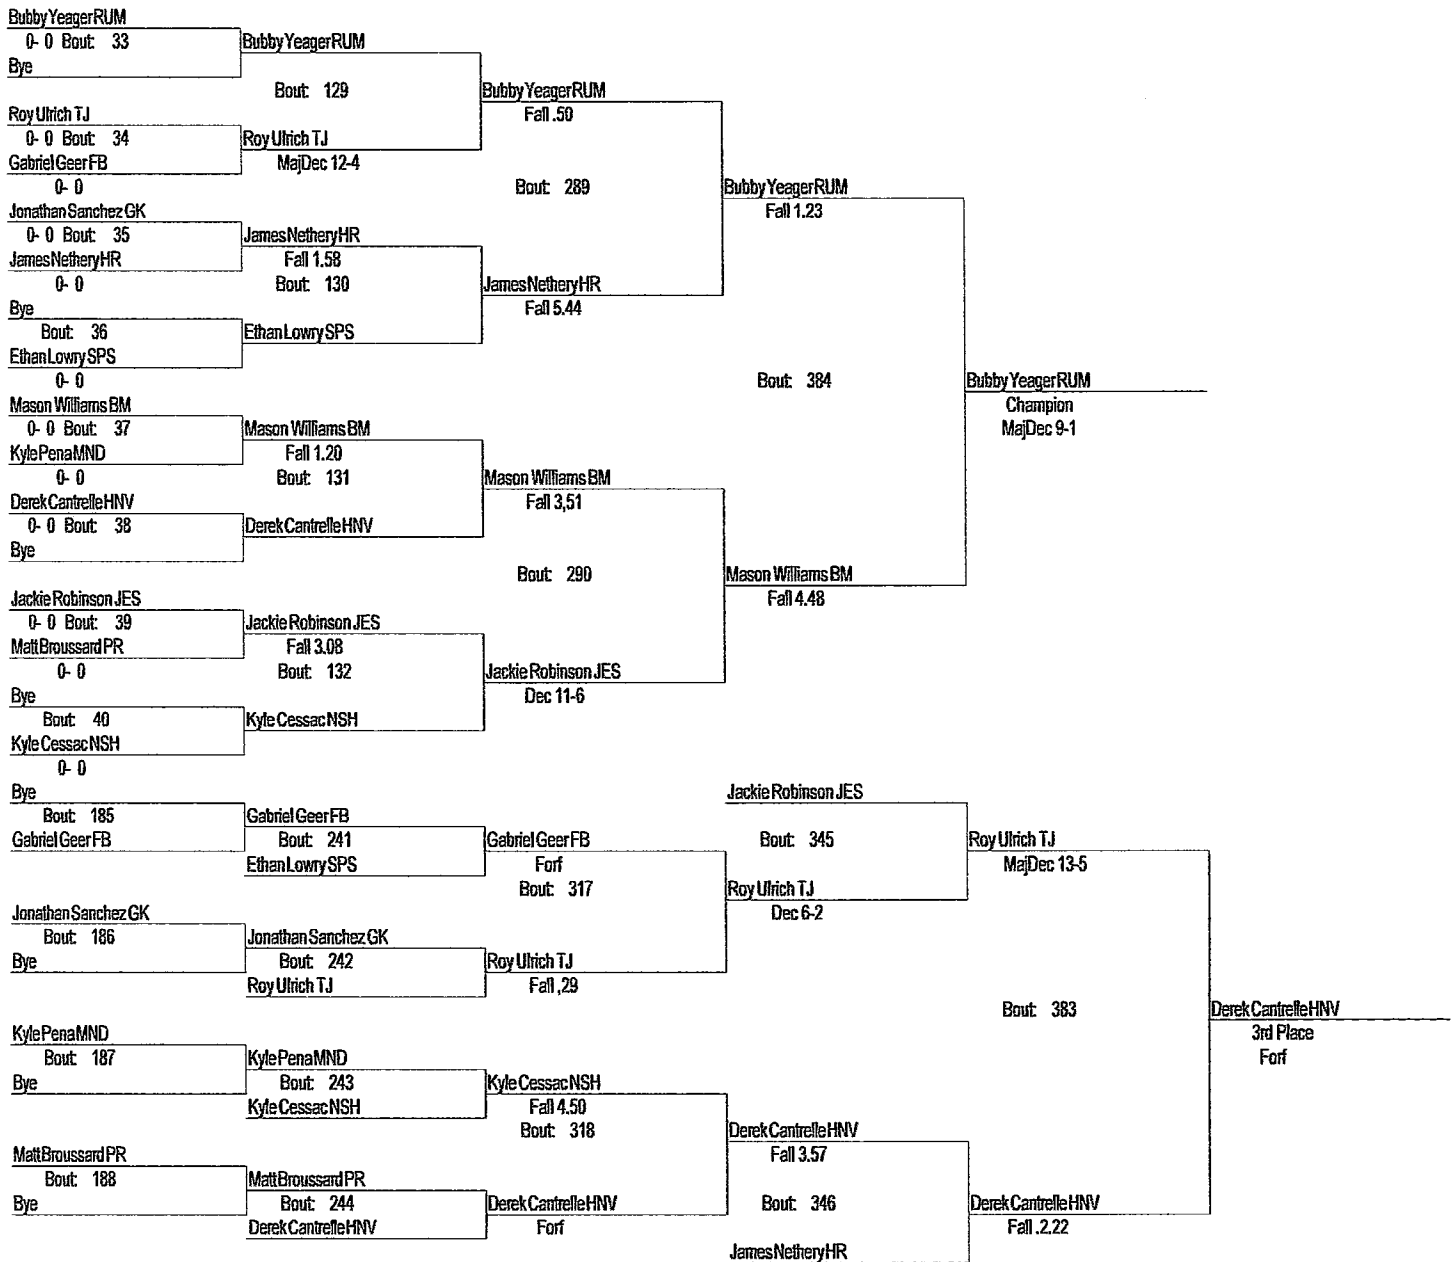 Bubby Yeager RUM
0- 0 Bout: 33
Bye
Bubby Yeager RUM
Bout: 129
Roy Ulrich TJ
0- 0 Bout: 34
Gabriel Geer FB
0- 0
Roy Ulrich TJ
MajDec 12-4
Bubby Yeager RUM
Fall .50
Bout: 289
Jonathan Sanchez GK
0- 0 Bout: 35
James Nethery HR
0- 0
James Nethery HR
Fall 1.58
Bout: 130
Bye
Bout: 36
Ethan Lowry SPS
0- 0
Ethan Lowry SPS
James Nethery HR
Fall 5.44
Bubby Yeager RUM
Fall 1.23
Bout: 384
Mason Williams BM
0- 0 Bout: 37
Kyle Pena MND
0- 0
Mason Williams BM
Fall 1.20
Bout: 131
Derek Cantrelle HNV
0- 0 Bout: 38
Bye
Derek Cantrelle HNV
Mason Williams BM
Fall 3,51
Bout: 290
Jackie Robinson JES
0- 0 Bout: 39
Matt Broussard PR
0- 0
Jackie Robinson JES
Fall 3.08
Bout: 132
Bye
Bout: 40
Kyle Cessac NSH
0- 0
Kyle Cessac NSH
Jackie Robinson JES
Dec 11-6
Mason Williams BM
Fall 4.48
Bubby Yeager RUM
Champion
MajDec 9-1
Bye
Bout: 185
Gabriel Geer FB
Gabriel Geer FB
Bout: 241
Ethan Lowry SPS
Gabriel Geer FB
Forf
Bout: 317
Jonathan Sanchez GK
Bout: 186
Bye
Jonathan Sanchez GK
Bout: 242
Roy Ulrich TJ
Roy Ulrich TJ
Fall ,29
Jackie Robinson JES
Bout: 345
Roy Ulrich TJ
Dec 6-2
Roy Ulrich TJ
MajDec 13-5
Bout: 383
Kyle Pena MND
Bout: 187
Bye
Kyle Pena MND
Bout: 243
Kyle Cessac NSH
Kyle Cessac NSH
Fall 4.50
Bout: 318
Matt Broussard PR
Bout: 188
Bye
Matt Broussard PR
Bout: 244
Derek Cantrelle HNV
Derek Cantrelle HNV
Forf
Derek Cantrelle HNV
Fall 3.57
Bout: 346
James Nethery HR
Derek Cantrelle HNV
Fall .2.22
Derek Cantrelle HNV
3rd Place
Forf